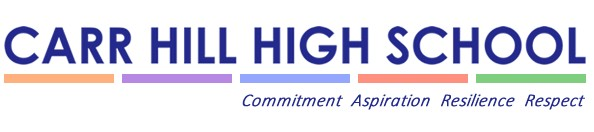 CARR HILL HIGH SCHOOL
Commitment Aspiration Resilience Respect